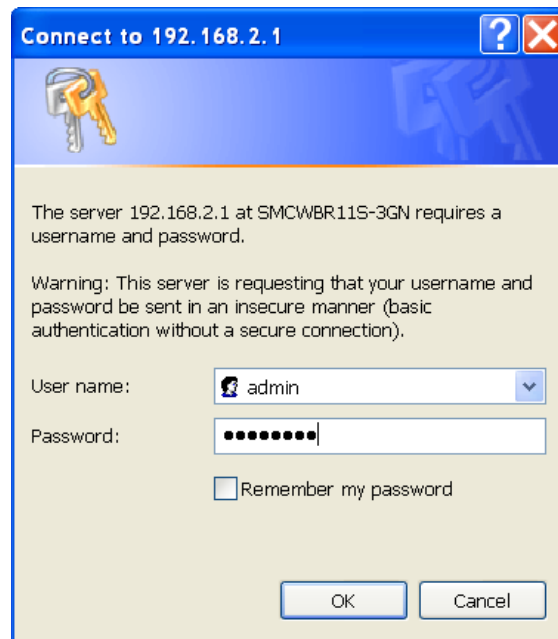 Connect to 192.168.2.1
The server 192.168.2.1 at SMCWBR11S-3GN requires a
username and password.
Warning: This server is requesting that your username and
password be sent in an insecure manner (basic
authentication without a secure connection).
User name:
admin
Password:
••••••••
Remember my password
OK
Cancel